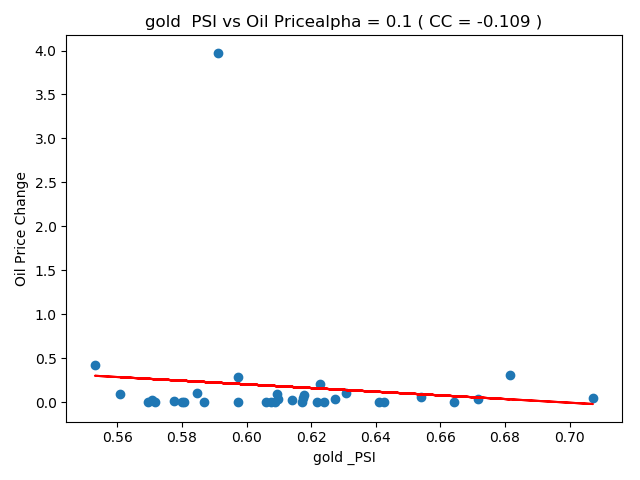 gold  PSI vs Oil Pricealpha = 0.1 ( CC = -0.109 )
4.0
3.5
3.0
2.5
2.0
1.5
1.0
0.5
0.0
Oil Price Change
0.56 0.58 0.60 0.62 0.64 0.66 0.68 0.70
gold _PSI